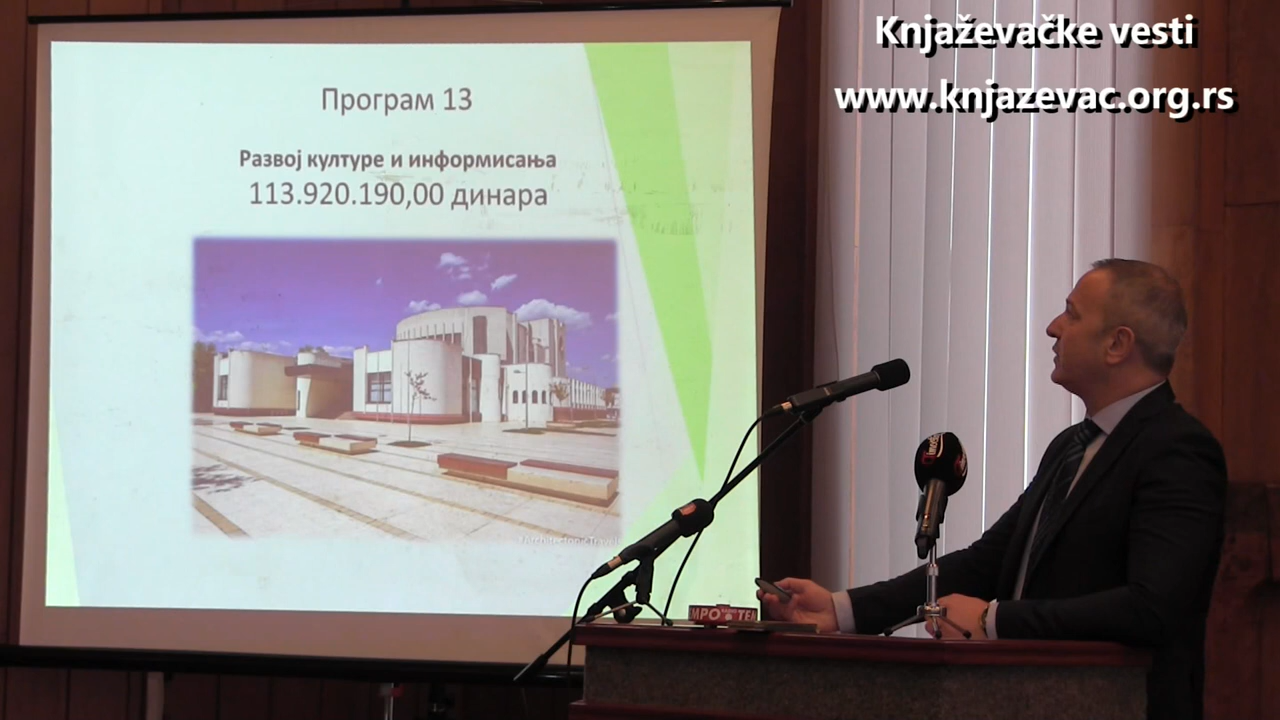 Knjaževačke vesti
www.knjazevac.org.rs
Програм 13
Развој културе и информисања
113.920.190,00 динара